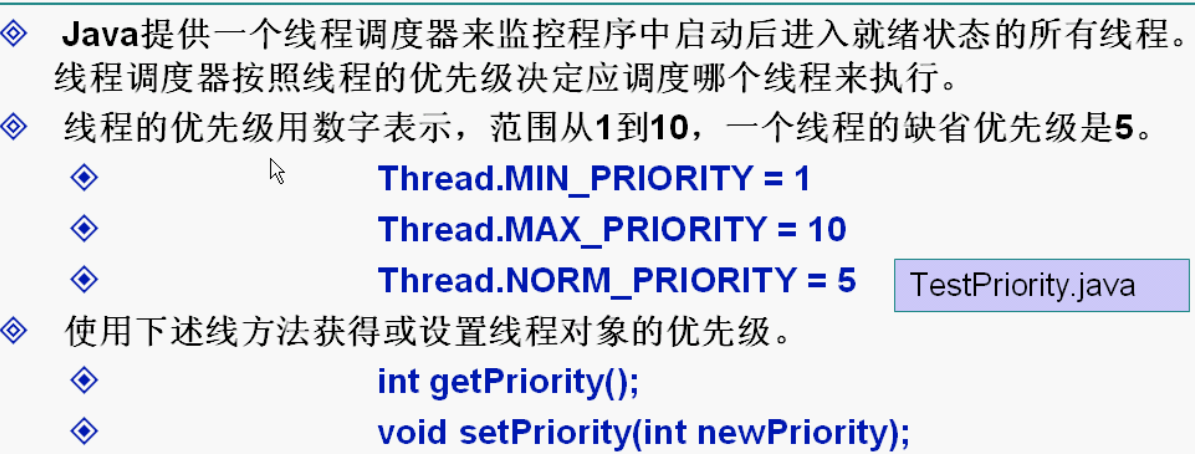 Java提供一个线程调度器来监控程序中启动后进入就绪状态的所有线程。
线程调度器按照线程的优先级决定应调度哪个线程来执行。
线程的优先级用数字表示，范围从1到10，一个线程的缺省优先级是5。
Thread.MIN_PRIORITY = 1
Thread.MAX_PRIORITY = 10
Thread.NORM_PRIORITY = 5
TestPriority.java
使用下述线方法获得或设置线程对象的优先级。
int getPriority();
void setPriority(int newPriority);